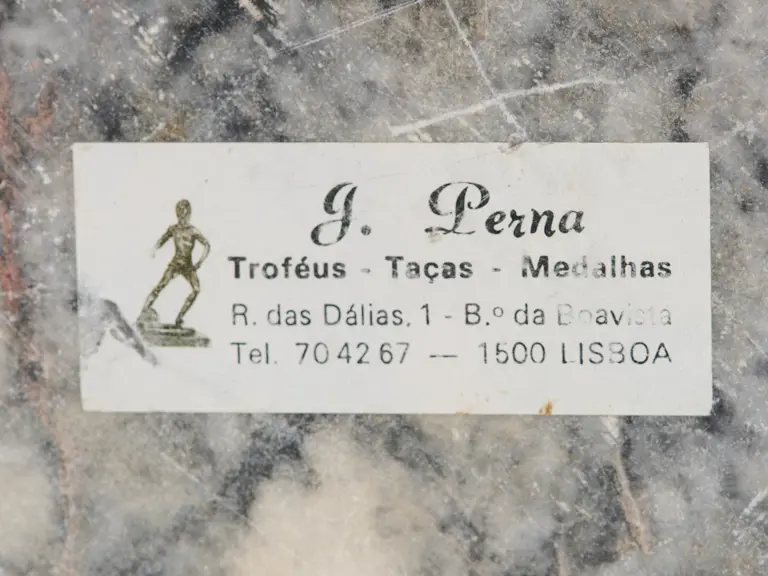 J. Perna
Troféus - Taças - Medalhas
R. das Dálias, 1 - B.º da Boavista
Tel. 70 42 67 — 1500 LISBOA